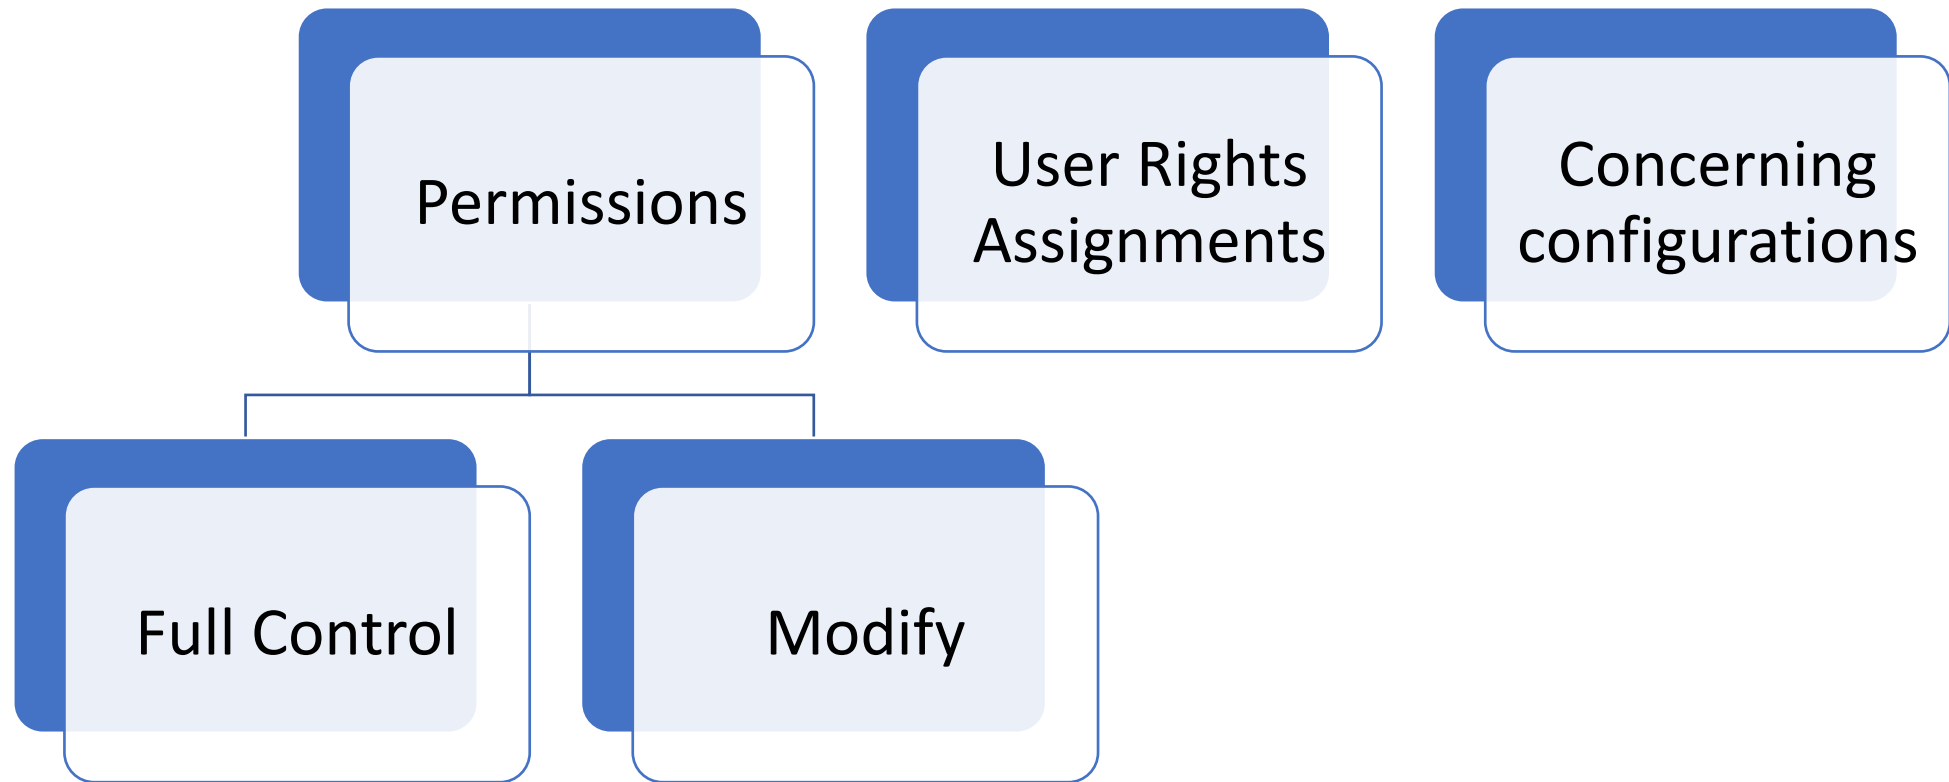 Permissions
User Rights
Assignments
Concerning
configurations
Full Control
Modify